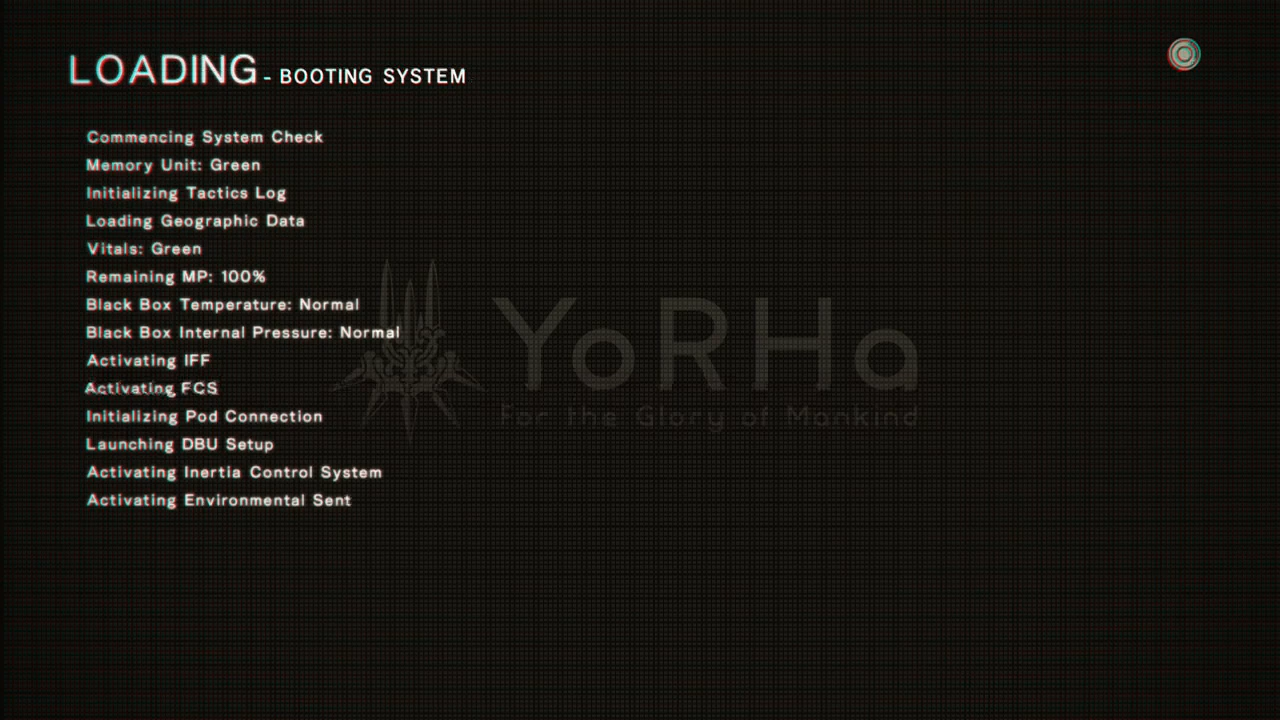 LOADING - BOOTING SYSTEM
Commencing System Check
Memory Unit: Green
Initializing Tactics Log
Loading Geographic Data
Vitals: Green
Remaining MP: 100%
Black Box Temperature: Normal
Black Box Internal Pressure: Normal
Activating IFF
Activating FCS
Initializing Pod Connection
Launching DBU Setup
Activating Inertia Control System
Activating Environmental Sent
YoRHa
For the Glory of Mankind